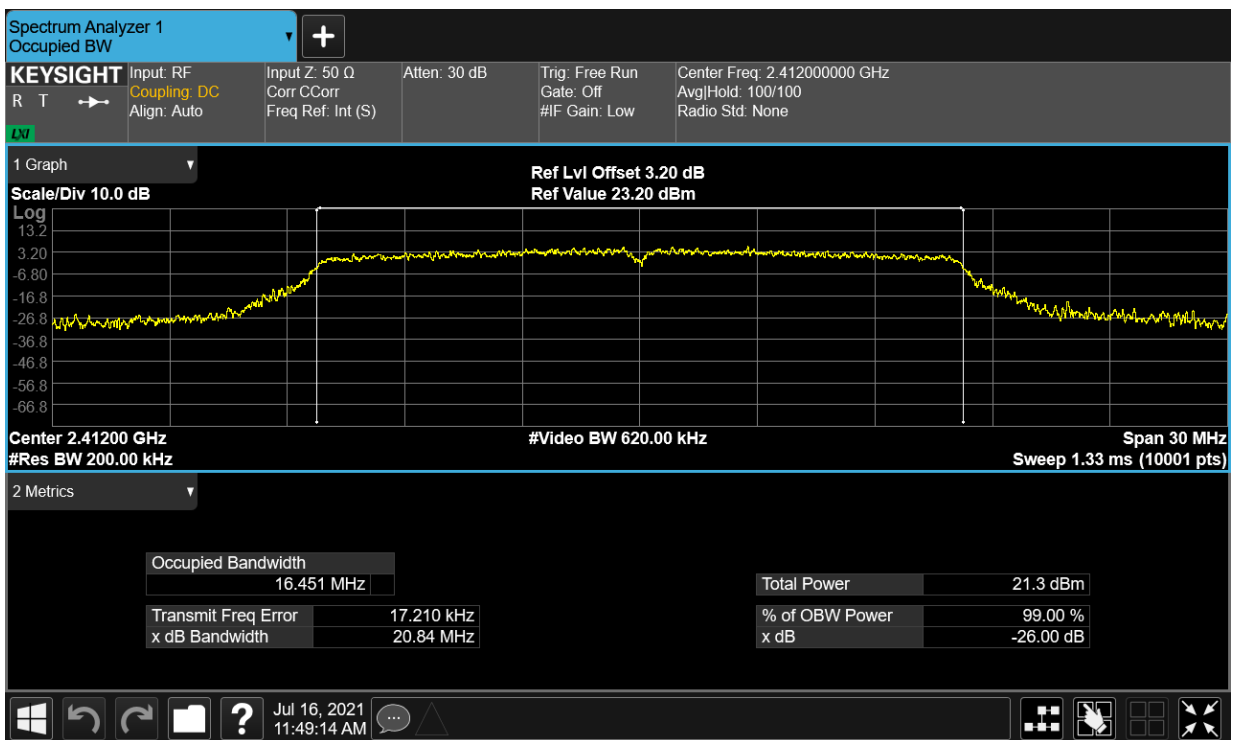 Spectrum Analyzer 1
Occupied BW
KEYSIGHT
R T
LXI
Input: RF
Coupling: DC
Align: Auto
Input Z: 50 Ω
Corr CCorr
Freq Ref: Int (S)
Atten: 30 dB
Trig: Free Run
Gate: Off
#IF Gain: Low
Center Freq: 2.412000000 GHz
Avg|Hold: 100/100
Radio Std: None
1 Graph
Scale/Div 10.0 dB
Ref Lvl Offset 3.20 dB
Ref Value 23.20 dBm
Log
13.2
3.20
-6.80
-16.8
-26.8
-36.8
-46.8
-56.8
-66.8
Center 2.41200 GHz
#Res BW 200.00 kHz
#Video BW 620.00 kHz
Span 30 MHz
Sweep 1.33 ms (10001 pts)
2 Metrics
Occupied Bandwidth
16.451 MHz
Total Power 21.3 dBm
Transmit Freq Error 17.210 kHz
% of OBW Power 99.00 %
x dB Bandwidth 20.84 MHz
x dB -26.00 dB
?
Jul 16, 2021
11:49:14 AM